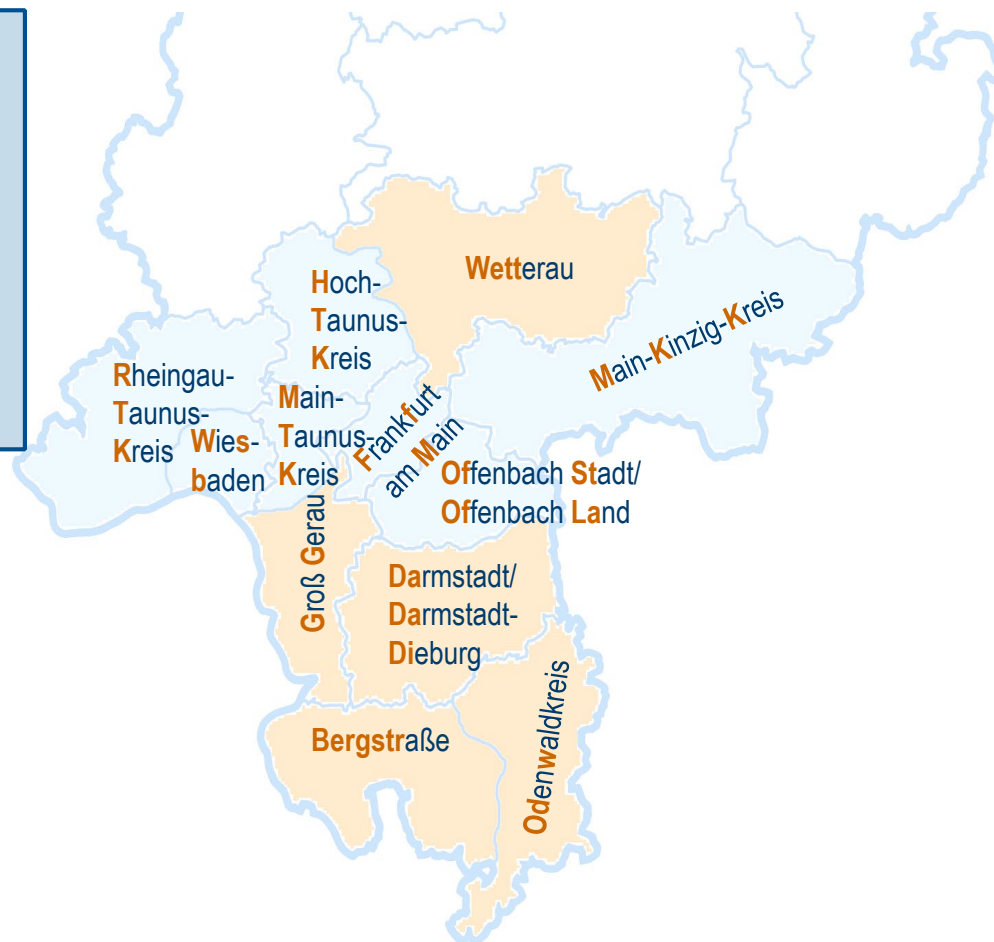 Wetterau
Hoch-
Taunus-
Kreis
Main-Kinzig-Kreis
Rheingau-
Taunus-
Kreis
Wies-
baden
Main-
Taunus-
Kreis
Frankfurt
am Main
Offenbach Stadt/
Offenbach Land
Groß Gerau
Darmstadt/
Darmstadt-
Dieburg
Bergstraße
Odenwaldkreis